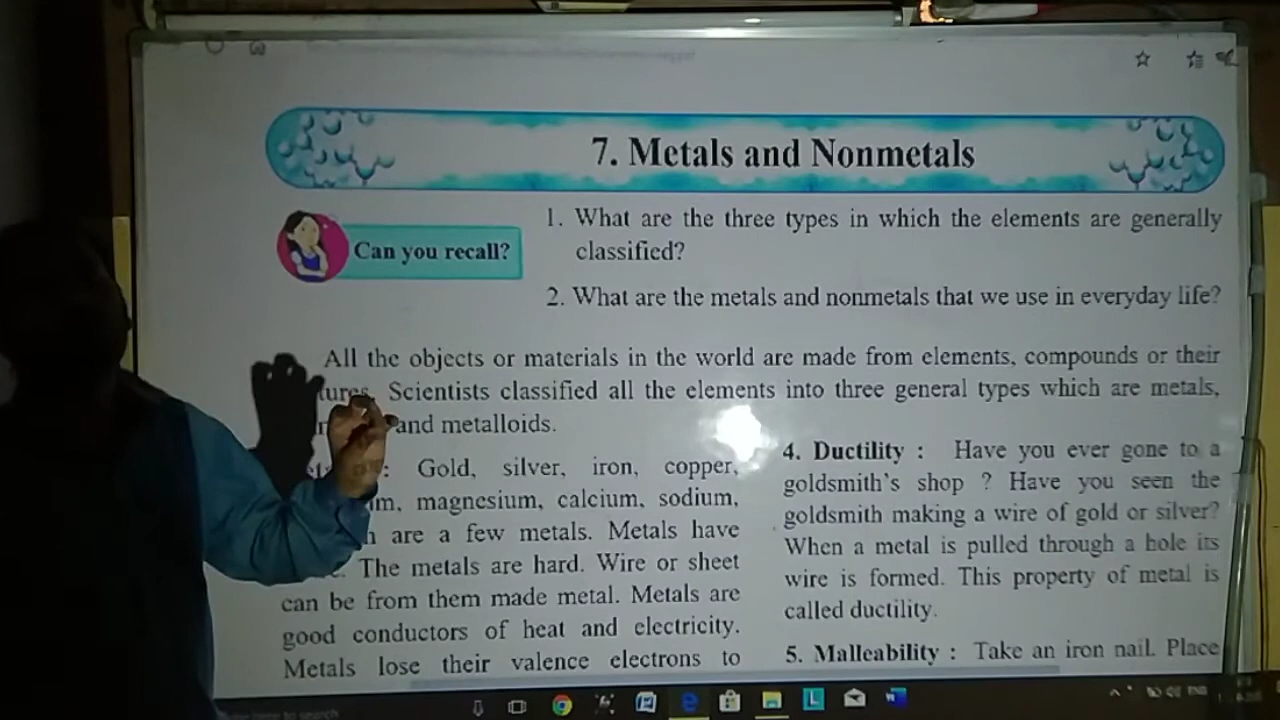 7. Metals and Nonmetals
Can you recall?
1. What are the three types in which the elements are generally
classified?
2. What are the metals and nonmetals that we use in everyday life?
All the objects or materials in the world are made from elements, compounds or their
Scientists classified all the elements into three general types which are metals,
and metalloids.
: Gold, silver, iron, copper,
magnesium, calcium, sodium,
are a few metals. Metals have
The metals are hard. Wire or sheet
can be from them made metal. Metals are
good conductors of heat and electricity.
Metals lose their valence electrons to
4. Ductility : Have you ever gone to a
goldsmith's shop ? Have you seen the
goldsmith making a wire of gold or silver?
When a metal is pulled through a hole its
wire is formed. This property of metal is
called ductility.
5. Malleability : Take an iron nail. Place